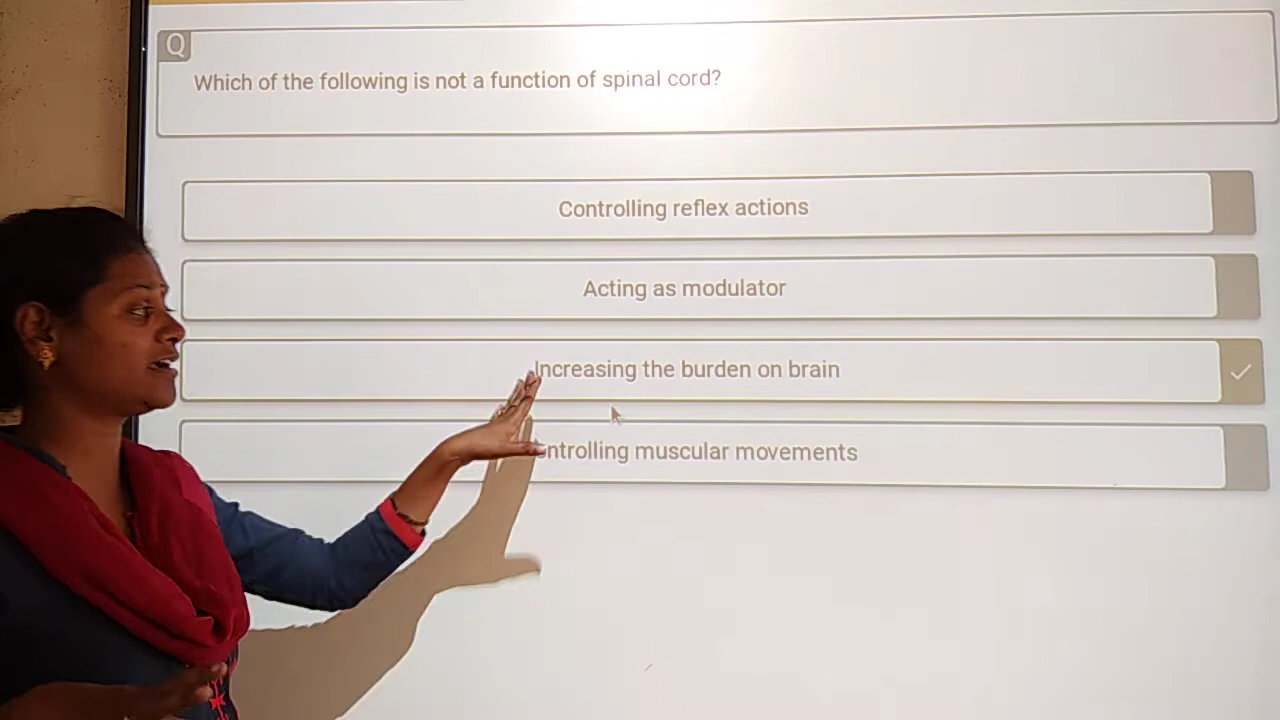 Q
Which of the following is not a function of spinal cord?
Controlling reflex actions
Acting as modulator
Increasing the burden on brain
ontrolling muscular movements